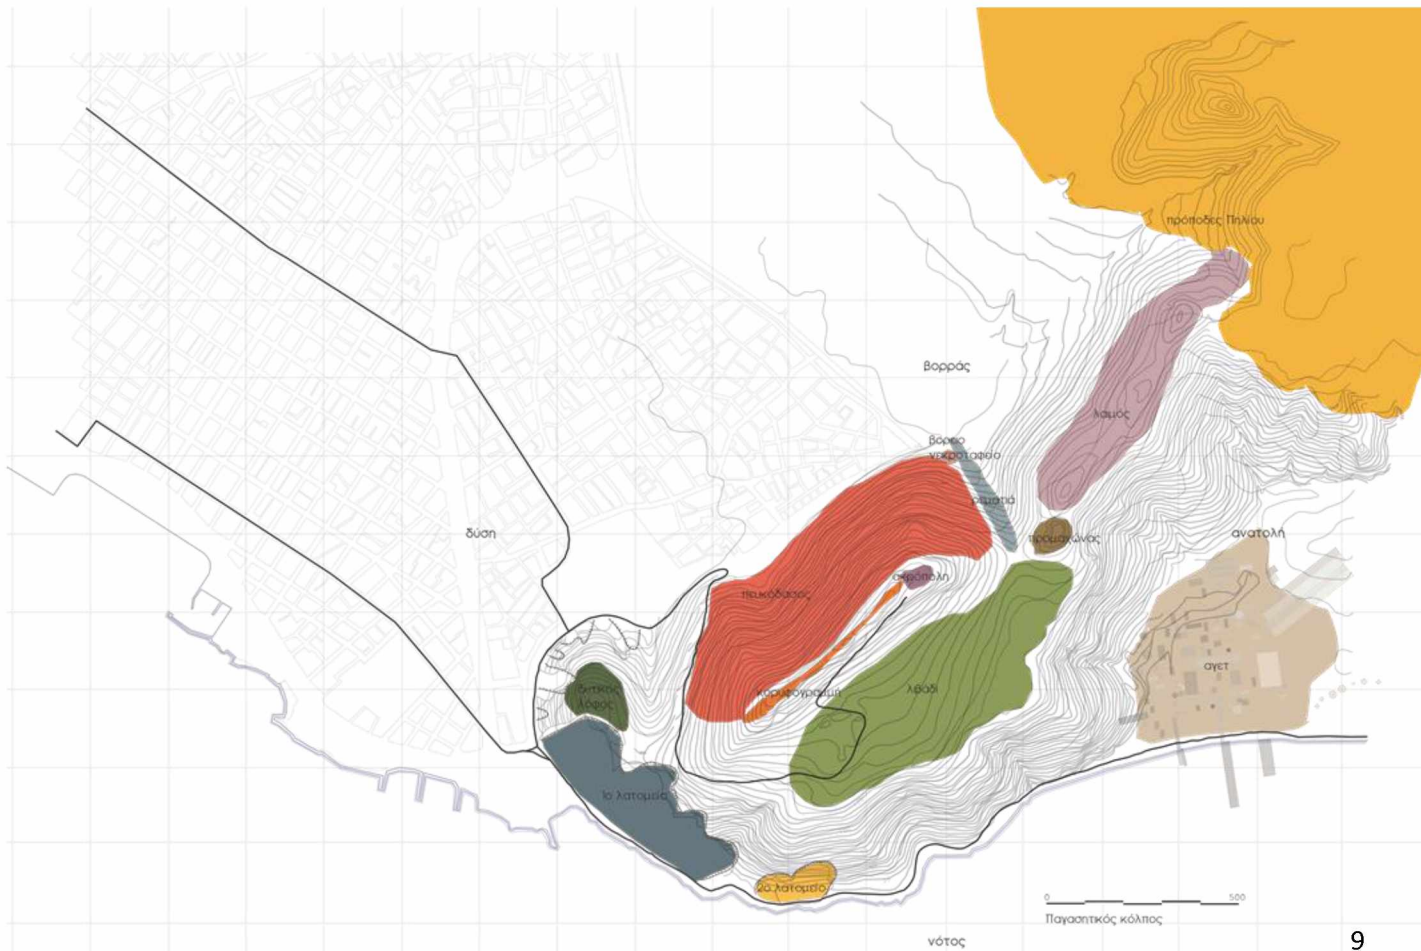 πρόποδες Πηλίου
βορράς
λαιμός
βόρειο
νεκροταφείο
ρεματιά
δύση
προμαχώνας
ανατολή
ακρόπολη
πευκόδασος
αγετ
κορυφογραμμή
λιβάδι
δυτικός
λόφος
1ο λατομείο
2ο λατομείο
0 500
Παγασητικός κόλπος
νότος
9